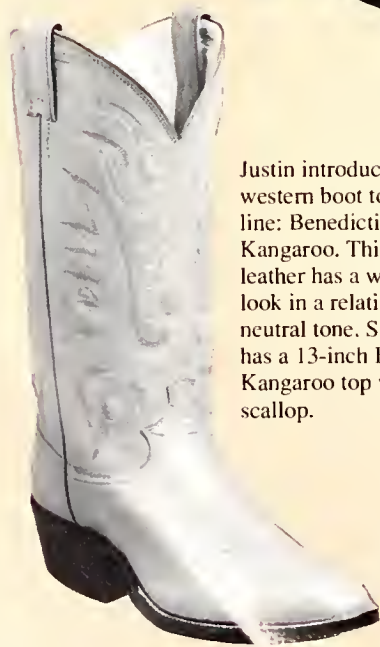 Justin introduc
western boot to
line: Benedicti
Kangaroo. Thi
leather has a w
look in a relati
neutral tone. S
has a 13-inch
Kangaroo top
scallop.